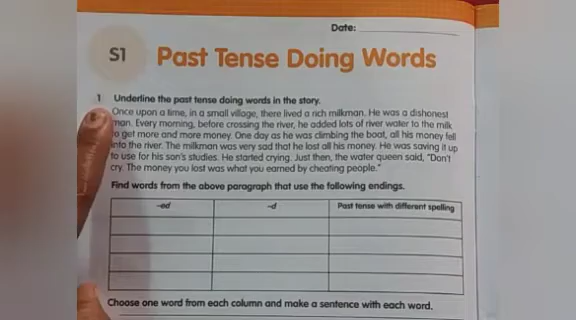 Date:
S1 Past Tense Doing Words
1 Underline the past tense doing words in the story.
Once upon a time, in a small village, there lived a rich milkman. He was a dishonest
man. Every morning, before crossing the river, he added lots of river water to the milk
to get more and more money. One day as he was climbing the boat, all his money fell
into the river. The milkman was very sad that he lost all his money. He was saving it up
to use for his son's studies. He started crying. Just then, the water queen said, "Don't
cry. The money you lost was what you earned by cheating people."
Find words from the above paragraph that use the following endings.
-ed -d Past tense with different spelling
Choose one word from each column and make a sentence with each word.